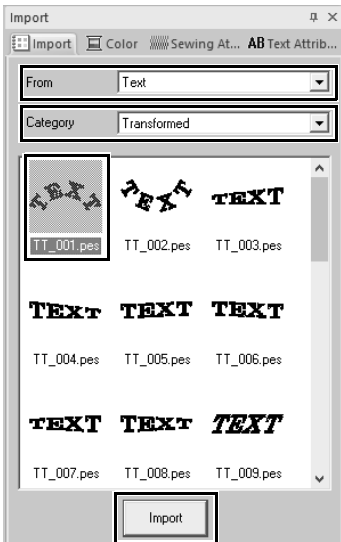 Import
Import Color Sewing At... AB Text Attrib...
From Text
Category Transformed
TEXT TEXT TEXT
TT_001.pes TT_002.pes TT_003.pes
TEXT TEXT TEXT
TT_004.pes TT_005.pes TT_006.pes
TEXT TEXT TEXT
TT_007.pes TT_008.pes TT_009.pes
Import